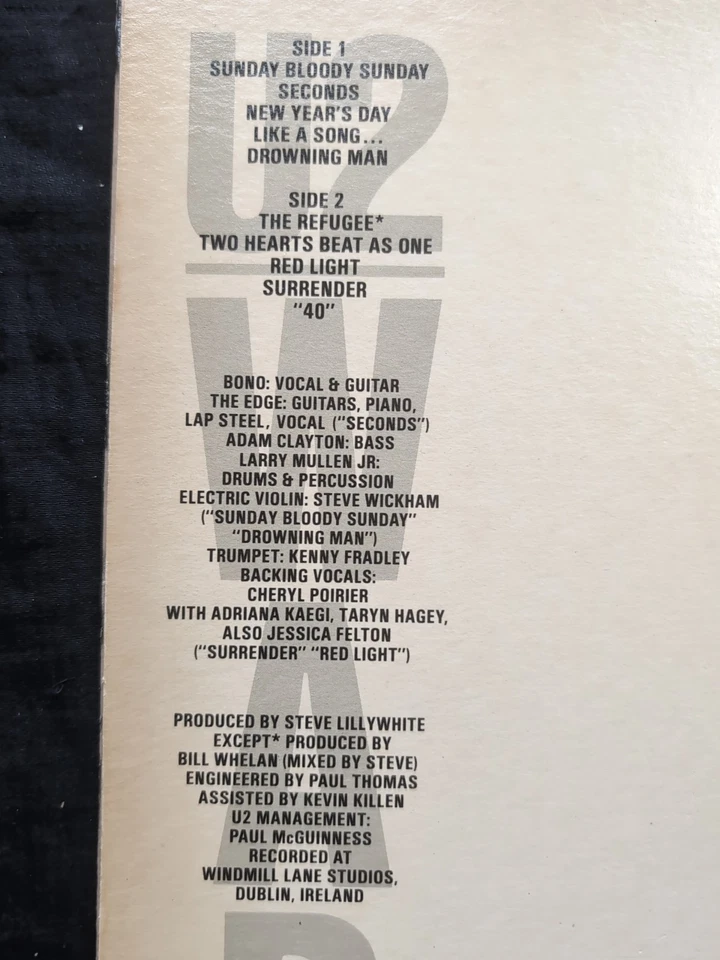 U2
WAR
SIDE 1
SUNDAY BLOODY SUNDAY
SECONDS
NEW YEAR'S DAY
LIKE A SONG...
DROWNING MAN
SIDE 2
THE REFUGEE*
TWO HEARTS BEAT AS ONE
RED LIGHT
SURRENDER
"40"
BONO: VOCAL & GUITAR
THE EDGE: GUITARS, PIANO,
LAP STEEL, VOCAL ("SECONDS")
ADAM CLAYTON: BASS
LARRY MULLEN JR:
DRUMS & PERCUSSION
ELECTRIC VIOLIN: STEVE WICKHAM
("SUNDAY BLOODY SUNDAY"
"DROWNING MAN")
TRUMPET: KENNY FRADLEY
BACKING VOCALS:
CHERYL POIRIER
WITH ADRIANA KAEGI, TARYN HAGEY,
ALSO JESSICA FELTON
("SURRENDER" "RED LIGHT")
PRODUCED BY STEVE LILLYWHITE
EXCEPT* PRODUCED BY
BILL WHELAN (MIXED BY STEVE)
ENGINEERED BY PAUL THOMAS
ASSISTED BY KEVIN KILLEN
U2 MANAGEMENT:
PAUL McGUINNESS
RECORDED AT
WINDMILL LANE STUDIOS,
DUBLIN, IRELAND